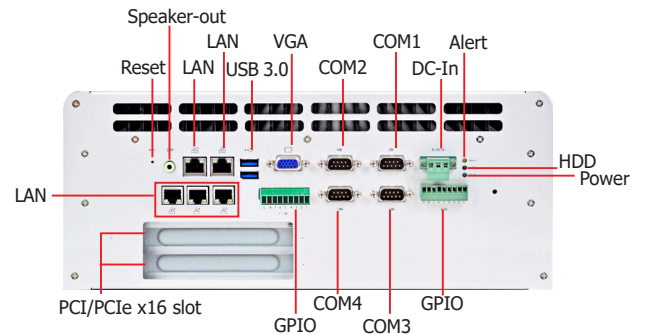 Speaker-out
LAN
VGA
COM1
Alert
Reset
LAN
USB 3.0
COM2
DC-In
HDD
Power
LAN
PCI/PCIe x16 slot
GPIO
COM4
COM3
GPIO